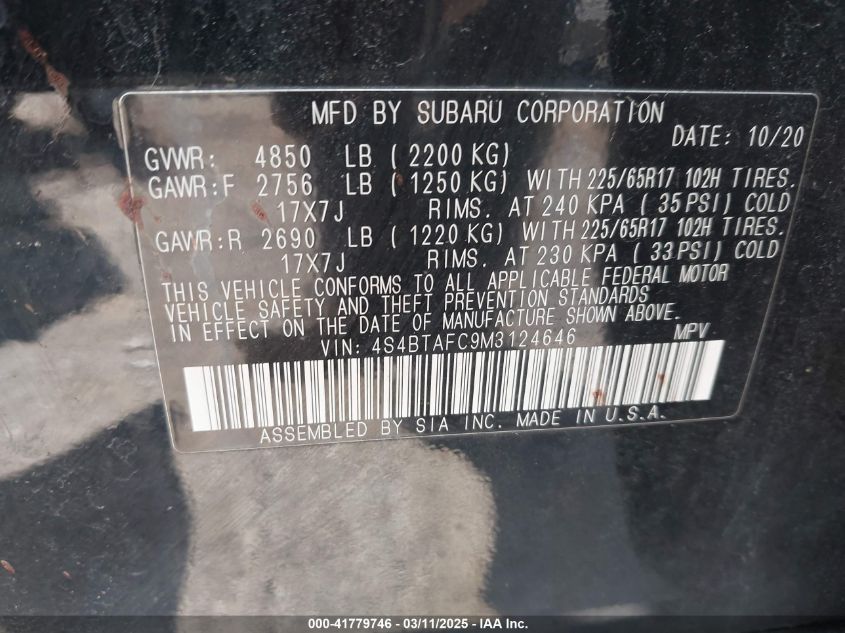 MFD BY SUBARU CORPORATION
DATE: 10/20
GVWR: 4850 LB ( 2200 KG)
GAWR:F 2756 LB ( 1250 KG) WITH 225/65R17 102H TIRES.
17X7J RIMS. AT 240 KPA ( 35 PSI) COLD
GAWR:R 2690 LB ( 1220 KG) WITH 225/65R17 102H TIRES.
17X7J RIMS. AT 230 KPA ( 33 PSI) COLD
THIS VEHICLE CONFORMS TO ALL APPLICABLE FEDERAL MOTOR
VEHICLE SAFETY AND THEFT PREVENTION STANDARDS
IN EFFECT ON THE DATE OF MANUFACTURE SHOWN ABOVE.
VIN: 4S4BTAFC9M3124646 MPV
ASSEMBLED BY SIA INC. MADE IN U.S.A.
000-41779746 - 03/11/2025 - IAA Inc.